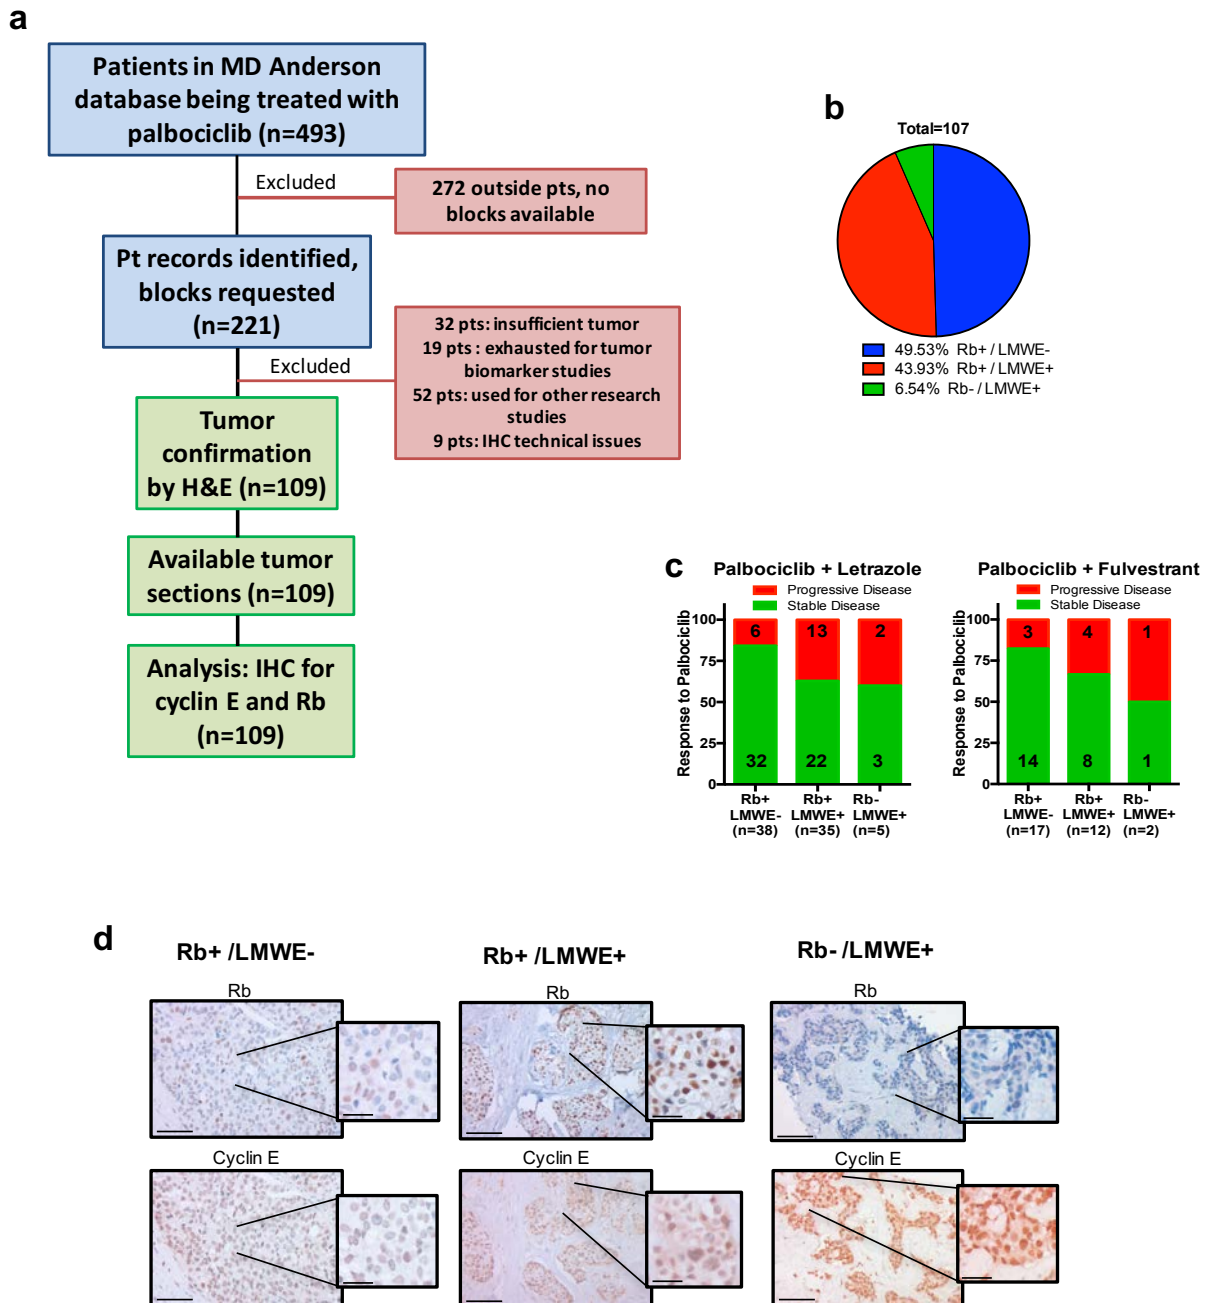 a
Patients in MD Anderson
database being treated with
palbociclib (n=493)
Excluded
272 outside pts, no
blocks available
Pt records identified,
blocks requested
(n=221)
Excluded
32 pts: insufficient tumor
19 pts : exhausted for tumor
biomarker studies
52 pts: used for other research
studies
9 pts: IHC technical issues
Tumor
confirmation
by H&E (n=109)
Available tumor
sections (n=109)
Analysis: IHC for
cyclin E and Rb
(n=109)
b
Total=107
49.53% Rb+ / LMWE-
43.93% Rb+ / LMWE+
6.54% Rb- / LMWE+
c
Palbociclib + Letrazole
Progressive Disease
Stable Disease
Response to Palbociclib
100
75
50
25
0
6
13
2
32
22
3
Rb+
LMWE-
(n=38)
Rb+
LMWE+
(n=35)
Rb-
LMWE+
(n=5)
Palbociclib + Fulvestrant
Progressive Disease
Stable Disease
Response to Palbociclib
100
75
50
25
0
3
4
1
14
8
1
Rb+
LMWE-
(n=17)
Rb+
LMWE+
(n=12)
Rb-
LMWE+
(n=2)
d
Rb+ /LMWE-
Rb+ /LMWE+
Rb- /LMWE+
Rb
Rb
Rb
Cyclin E
Cyclin E
Cyclin E